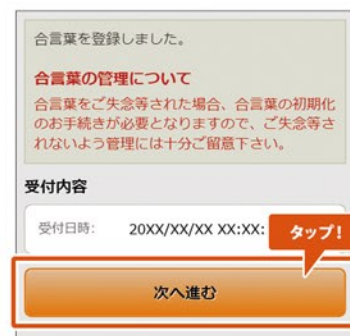 合言葉を登録しました。
合言葉の管理について
合言葉をご失念等された場合、合言葉の初期化
のお手続きが必要となりますので、ご失念等さ
れないよう管理には十分ご留意下さい。
受付内容
受付日時: 20XX/XX/XX XX:XX:
タップ!
次へ進む